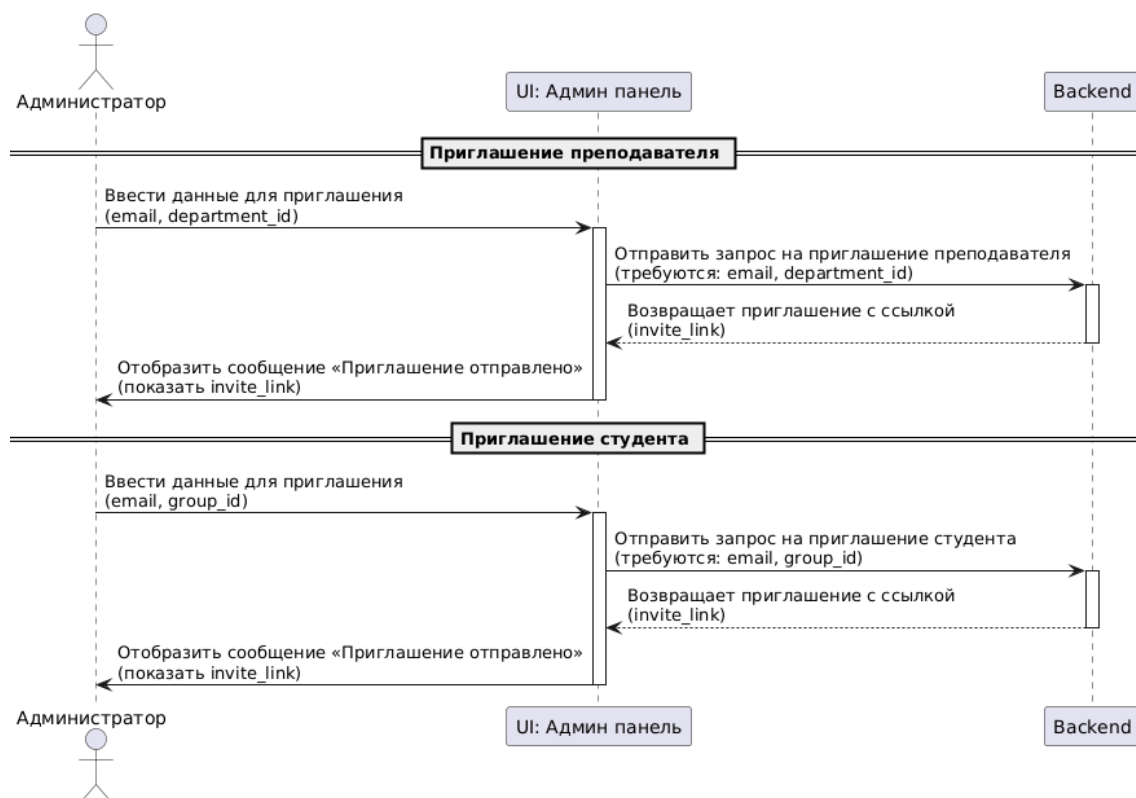 Администратор
UI: Админ панель
Backend
Приглашение преподавателя
Ввести данные для приглашения
(email, department_id)
Отправить запрос на приглашение преподавателя
(требуются: email, department_id)
Возвращает приглашение с ссылкой
(invite_link)
Отобразить сообщение «Приглашение отправлено»
(показать invite_link)
Приглашение студента
Ввести данные для приглашения
(email, group_id)
Отправить запрос на приглашение студента
(требуются: email, group_id)
Возвращает приглашение с ссылкой
(invite_link)
Отобразить сообщение «Приглашение отправлено»
(показать invite_link)
Администратор
UI: Админ панель
Backend